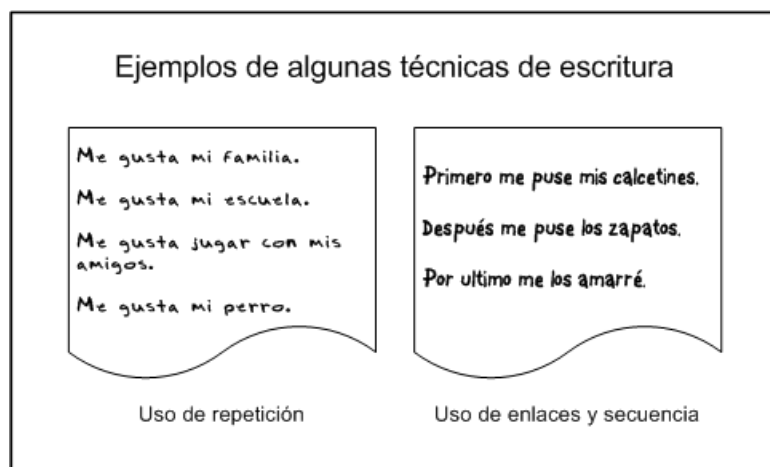 Ejemplos de algunas técnicas de escritura
Me gusta mi familia.
Me gusta mi escuela.
Me gusta jugar con mis
amigos.
Me gusta mi perro.
Uso de repetición
Primero me puse mis calcetines.
Después me puse los zapatos.
Por ultimo me los amarré.
Uso de enlaces y secuencia